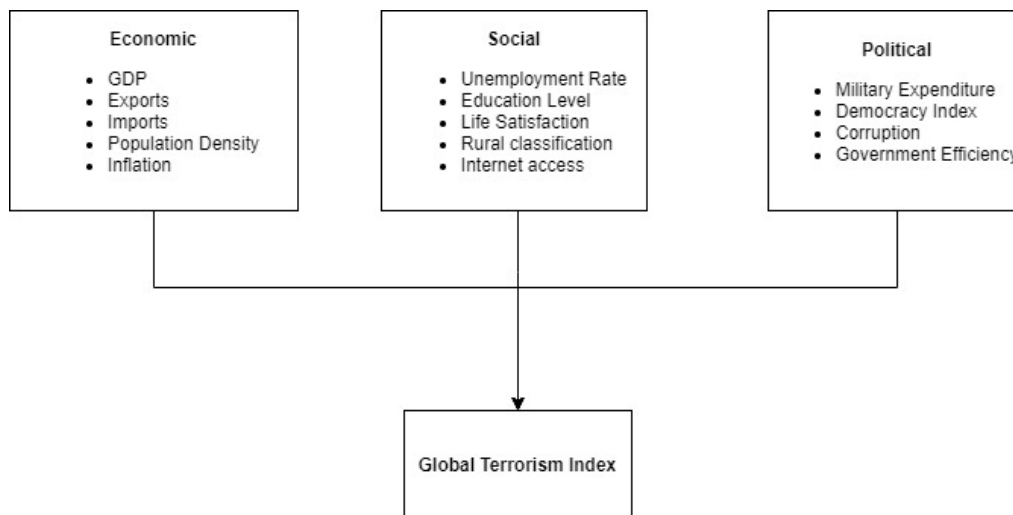 Economic
GDP
Exports
Imports
Population Density
Inflation
Social
Unemployment Rate
Education Level
Life Satisfaction
Rural classification
Internet access
Political
Military Expenditure
Democracy Index
Corruption
Government Efficiency
Global Terrorism Index